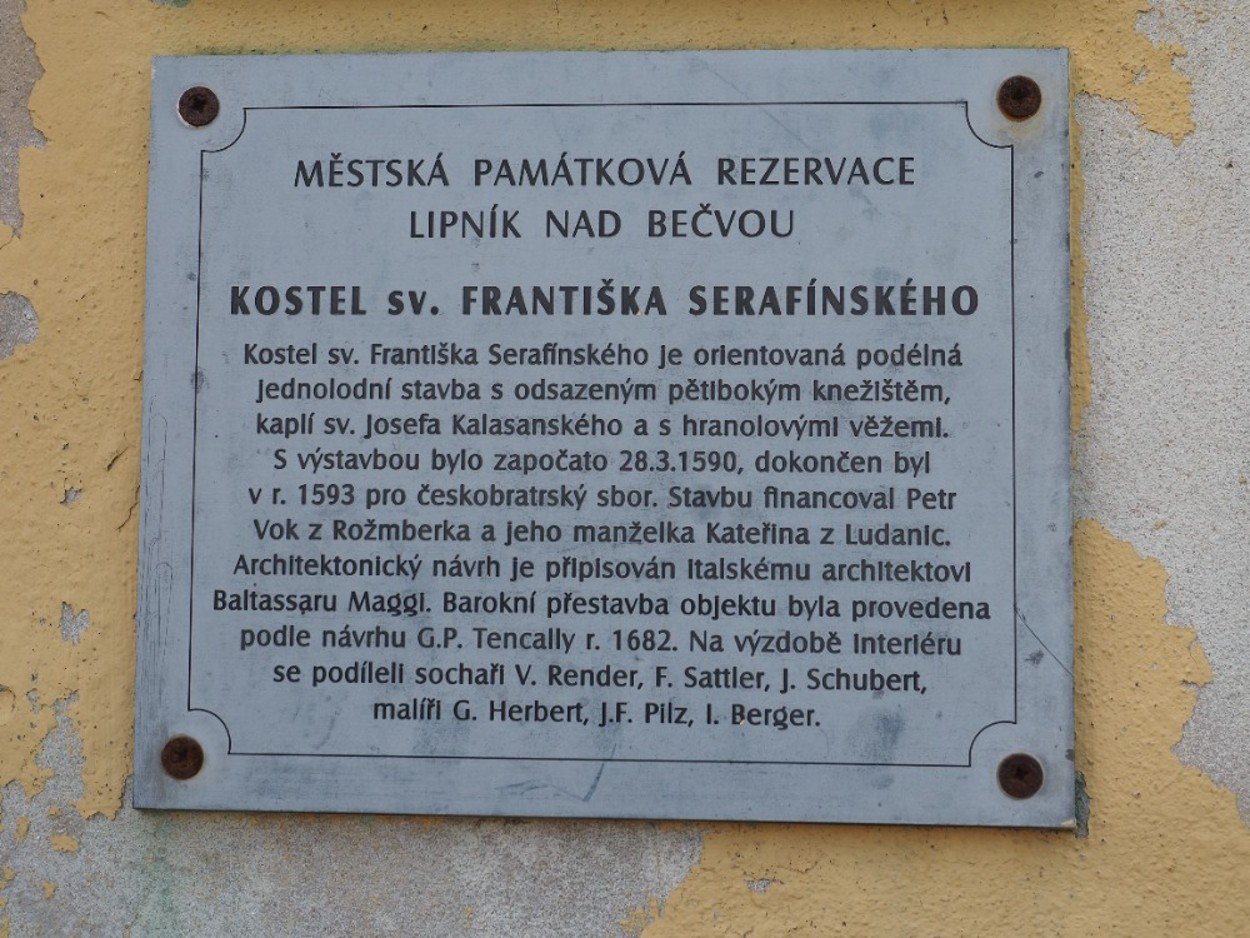 MĚSTSKÁ PAMÁTKOVÁ REZERVACE
LIPNÍK NAD BEČVOU
KOSTEL sv. FRANTIŠKA SERAFÍNSKÉHO
Kostel sv. Františka Serafínského je orientovaná podélná
jednolodní stavba s odsazeným pětibokým knežištěm,
kaplí sv. Josefa Kalasanského a s hranolovými věžemi.
S výstavbou bylo započato 28.3.1590, dokončen byl
v r. 1593 pro českobratrský sbor. Stavbu financoval Petr
Vok z Rožmberka a jeho manželka Kateřina z Ludanic.
Architektonický návrh je připisován italskému architektovi
Baltassaru Maggi. Barokní přestavba objektu byla provedena
podle návrhu G.P. Tencally r. 1682. Na výzdobě interiéru
se podíleli sochaři V. Render, F. Sattler, J. Schubert,
malíři G. Herbert, J.F. Pilz, I. Berger.